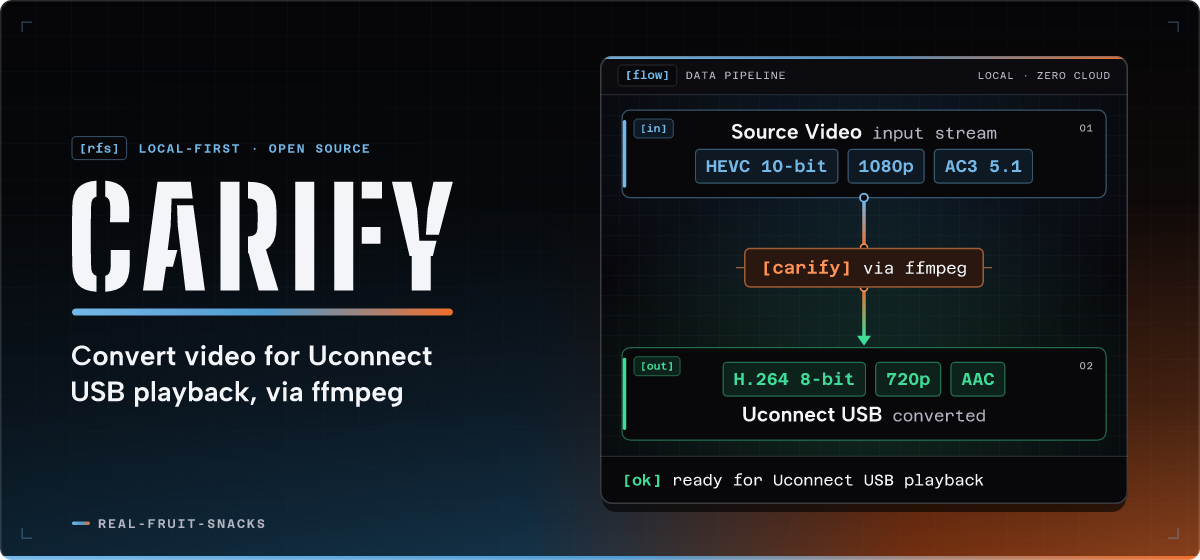 [rfs] LOCAL-FIRST · OPEN SOURCE
CARIFY
Convert video for Uconnect
USB playback, via ffmpeg
REAL-FRUIT-SNACKS
[flow] DATA PIPELINE LOCAL · ZERO CLOUD
[in] Source Video input stream 01
HEVC 10-bit 1080p AC3 5.1
[carify] via ffmpeg
[out] H.264 8-bit 720p AAC 02
Uconnect USB converted
[ok] ready for Uconnect USB playback